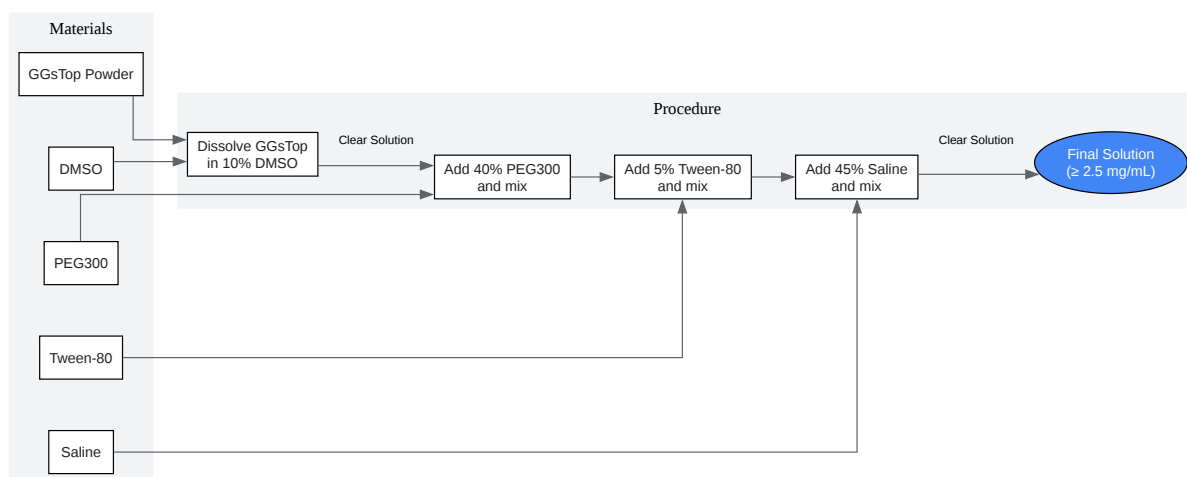 Materials
GGsTop Powder
DMSO
PEG300
Tween-80
Saline
Procedure
Dissolve GGsTop
in 10% DMSO
Clear Solution
Add 40% PEG300
and mix
Add 5% Tween-80
and mix
Add 45% Saline
and mix
Clear Solution
Final Solution
(≥ 2.5 mg/mL)